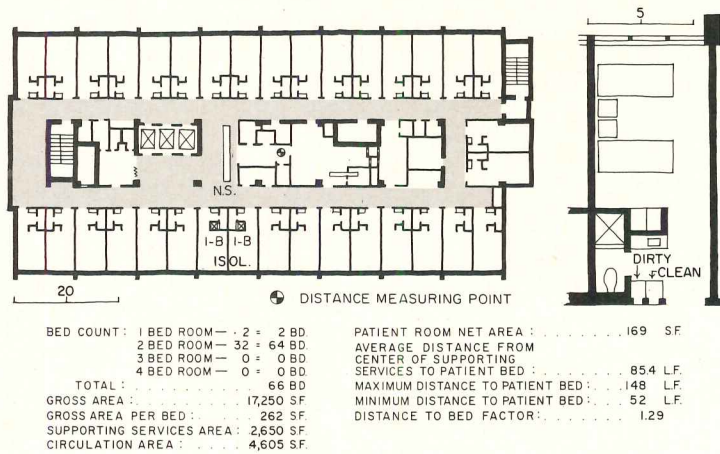 5
N.S.
I-B I-B
ISOL.
20
DISTANCE MEASURING POINT
DIRTY
CLEAN
BED COUNT: 1 BED ROOM — 2 = 2 BD.
2 BED ROOM — 32 = 64 BD.
3 BED ROOM — 0 = 0 BD.
4 BED ROOM — 0 = 0 BD.
TOTAL: 66 BD
GROSS AREA: 17,250 S.F.
GROSS AREA PER BED: 262 S.F.
SUPPORTING SERVICES AREA: 2,650 S.F.
CIRCULATION AREA: 4,605 S.F.
PATIENT ROOM NET AREA: 169 S.F.
AVERAGE DISTANCE FROM
CENTER OF SUPPORTING
SERVICES TO PATIENT BED: 85.4 L.F.
MAXIMUM DISTANCE TO PATIENT BED: 148 L.F.
MINIMUM DISTANCE TO PATIENT BED: 52 L.F.
DISTANCE TO BED FACTOR: 1.29